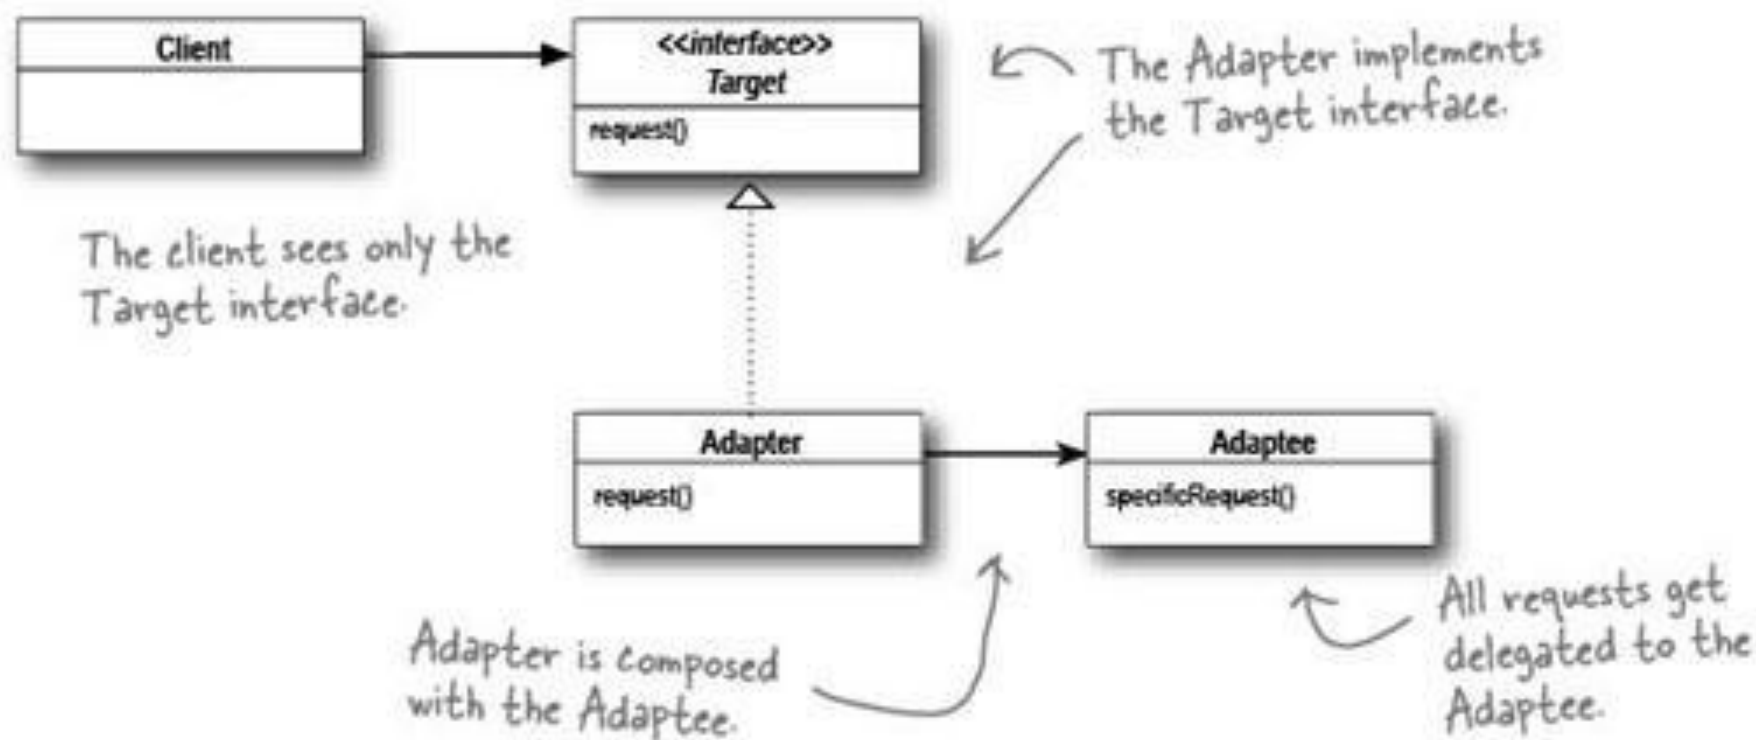 Client
<<interface>>
Target
request()
The Adapter implements
the Target interface.
The client sees only the
Target interface.
Adapter
request()
Adaptee
specificRequest()
Adapter is composed
with the Adaptee.
All requests get
delegated to the
Adaptee.